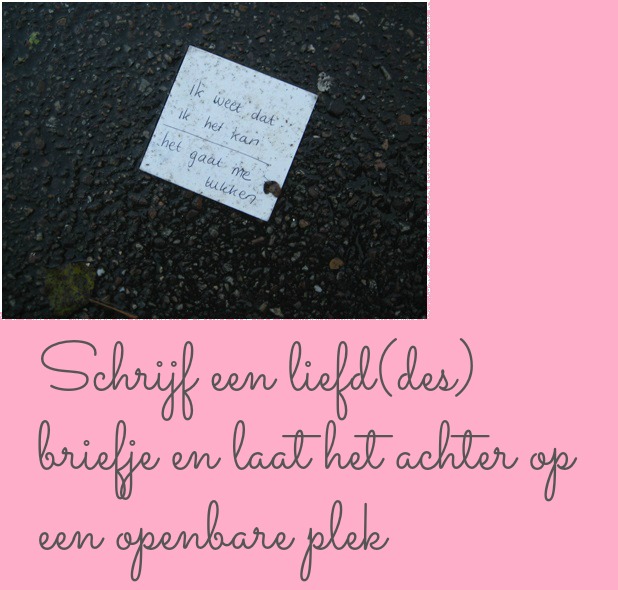 Ik weet dat
ik het kan
het gaat me
lukken
Schrijf een liefd(des)
briefje en laat het achter op
een openbare plek